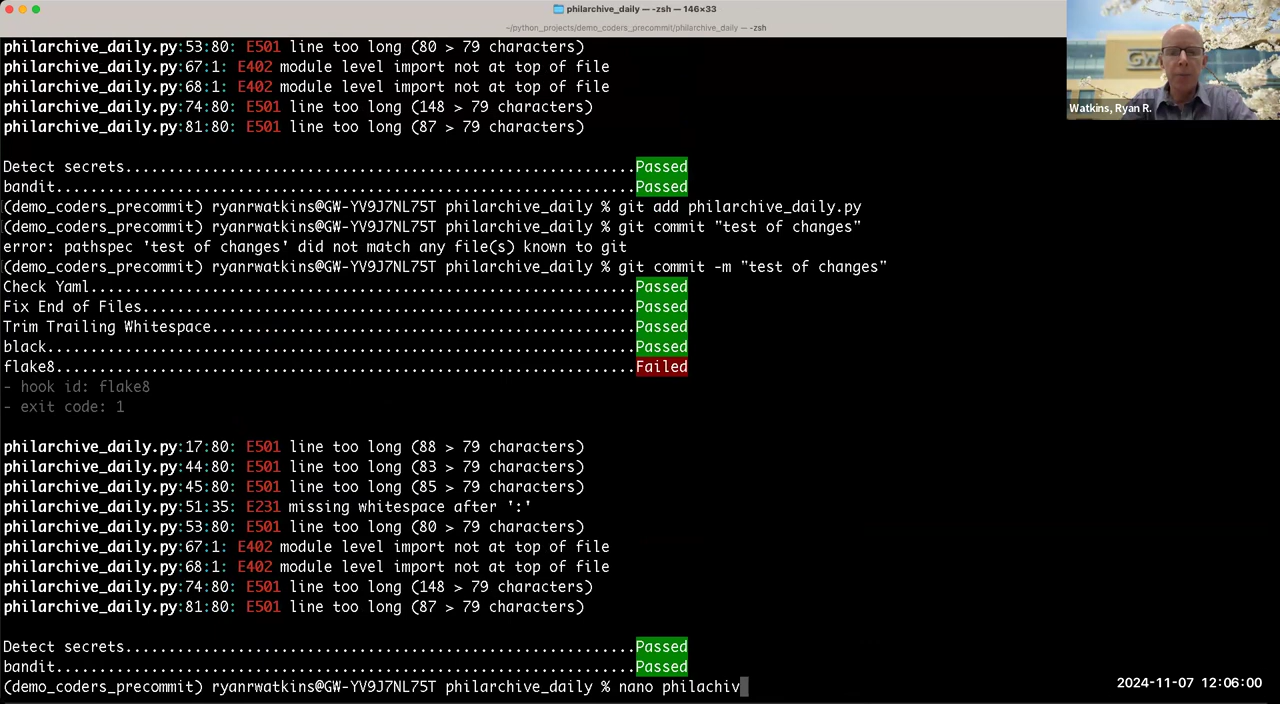 philarchive_daily — -zsh — 146×33
~/python_projects/demo_coders_precommit/philarchive_daily — -zsh
philarchive_daily.py:53:80: E501 line too long (80 > 79 characters)
philarchive_daily.py:67:1: E402 module level import not at top of file
philarchive_daily.py:68:1: E402 module level import not at top of file
philarchive_daily.py:74:80: E501 line too long (148 > 79 characters)
philarchive_daily.py:81:80: E501 line too long (87 > 79 characters)
GW
Watkins, Ryan R.
Detect secrets...........................................................Passed
bandit...................................................................Passed
(demo_coders_precommit) ryanrwatkins@GW-YV9J7NL75T philarchive_daily % git add philarchive_daily.py
(demo_coders_precommit) ryanrwatkins@GW-YV9J7NL75T philarchive_daily % git commit "test of changes"
error: pathspec 'test of changes' did not match any file(s) known to git
(demo_coders_precommit) ryanrwatkins@GW-YV9J7NL75T philarchive_daily % git commit -m "test of changes"
Check Yaml...............................................................Passed
Fix End of Files.........................................................Passed
Trim Trailing Whitespace.................................................Passed
black....................................................................Passed
flake8...................................................................Failed
- hook id: flake8
- exit code: 1
philarchive_daily.py:17:80: E501 line too long (88 > 79 characters)
philarchive_daily.py:44:80: E501 line too long (83 > 79 characters)
philarchive_daily.py:45:80: E501 line too long (85 > 79 characters)
philarchive_daily.py:51:35: E231 missing whitespace after ':'
philarchive_daily.py:53:80: E501 line too long (80 > 79 characters)
philarchive_daily.py:67:1: E402 module level import not at top of file
philarchive_daily.py:68:1: E402 module level import not at top of file
philarchive_daily.py:74:80: E501 line too long (148 > 79 characters)
philarchive_daily.py:81:80: E501 line too long (87 > 79 characters)
Detect secrets...........................................................Passed
bandit...................................................................Passed
(demo_coders_precommit) ryanrwatkins@GW-YV9J7NL75T philarchive_daily % nano philachiv
2024-11-07 12:06:00